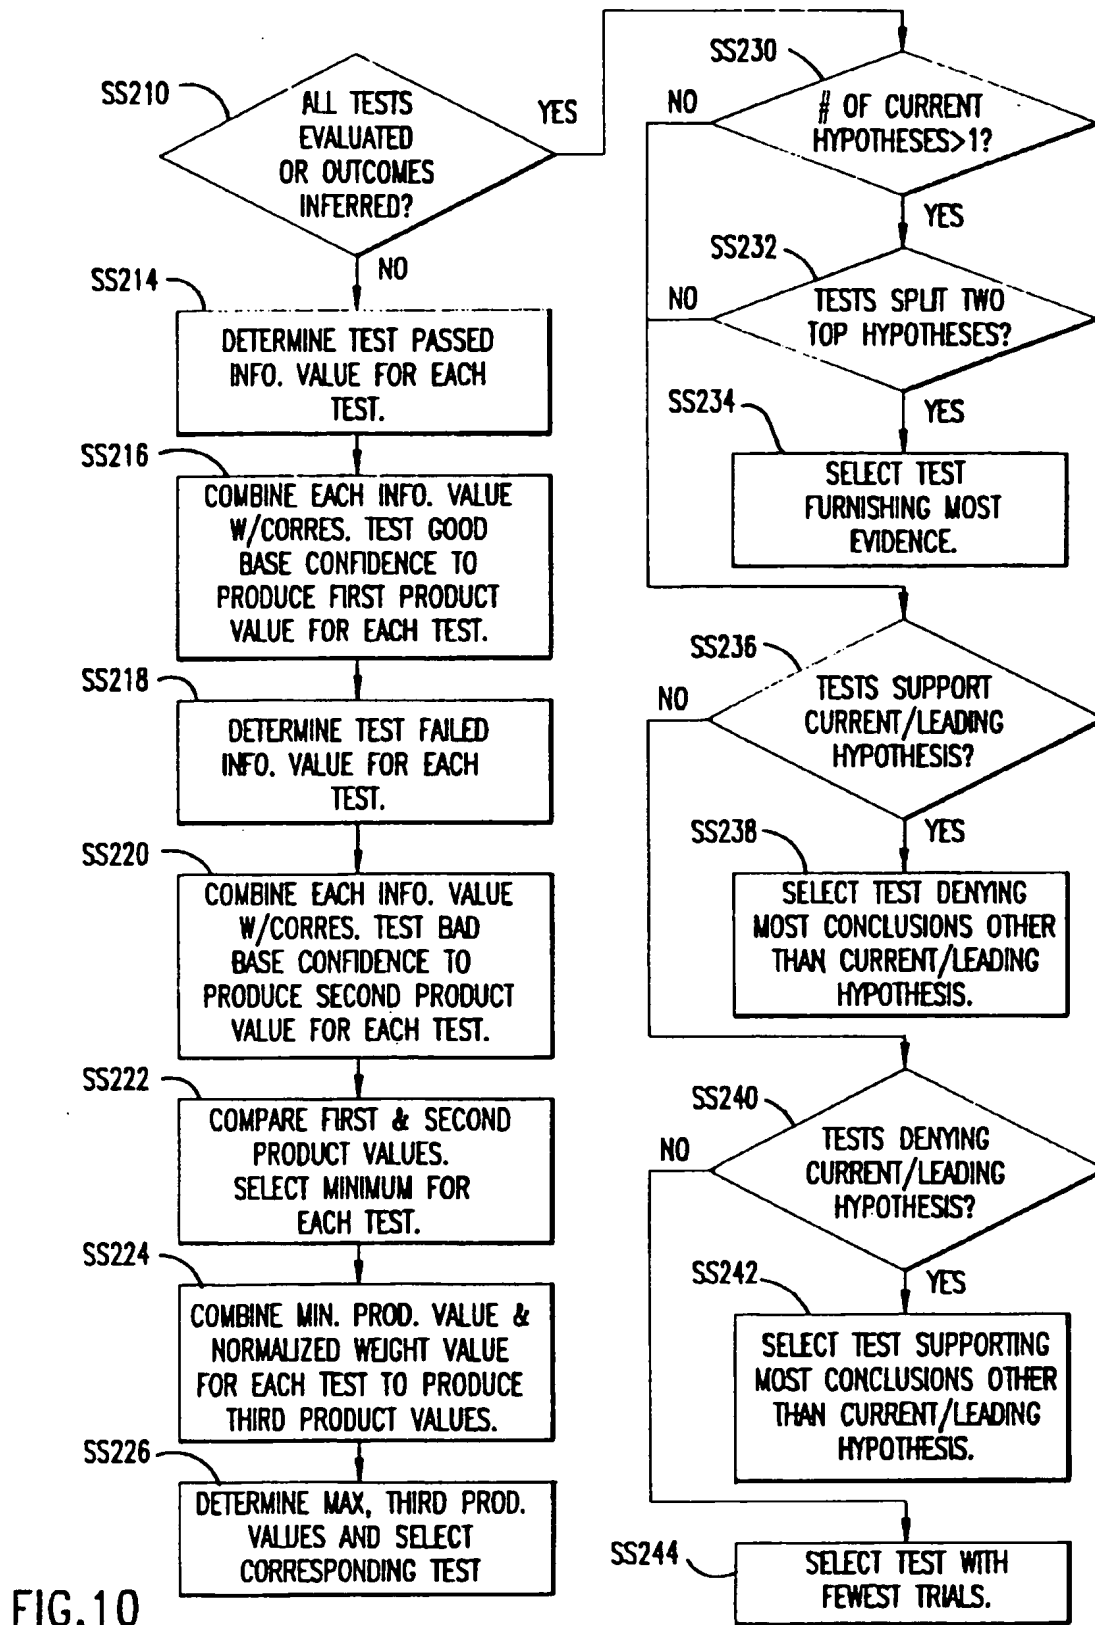 SS210
ALL TESTS
EVALUATED
OR OUTCOMES
INFERRED?
YES
NO
SS214
DETERMINE TEST PASSED
INFO. VALUE FOR EACH
TEST.
SS216
COMBINE EACH INFO. VALUE
W/CORRES. TEST GOOD
BASE CONFIDENCE TO
PRODUCE FIRST PRODUCT
VALUE FOR EACH TEST.
SS218
DETERMINE TEST FAILED
INFO. VALUE FOR EACH
TEST.
SS220
COMBINE EACH INFO. VALUE
W/CORRES. TEST BAD
BASE CONFIDENCE TO
PRODUCE SECOND PRODUCT
VALUE FOR EACH TEST.
SS222
COMPARE FIRST & SECOND
PRODUCT VALUES.
SELECT MINIMUM FOR
EACH TEST.
SS224
COMBINE MIN. PROD. VALUE &
NORMALIZED WEIGHT VALUE
FOR EACH TEST TO PRODUCE
THIRD PRODUCT VALUES.
SS226
DETERMINE MAX, THIRD PROD.
VALUES AND SELECT
CORRESPONDING TEST
SS230
# OF CURRENT
HYPOTHESES>1?
NO
YES
SS232
TESTS SPLIT TWO
TOP HYPOTHESES?
NO
YES
SS234
SELECT TEST
FURNISHING MOST
EVIDENCE.
SS236
TESTS SUPPORT
CURRENT/LEADING
HYPOTHESIS?
NO
YES
SS238
SELECT TEST DENYING
MOST CONCLUSIONS OTHER
THAN CURRENT/LEADING
HYPOTHESIS.
SS240
TESTS DENYING
CURRENT/LEADING
HYPOTHESIS?
NO
YES
SS242
SELECT TEST SUPPORTING
MOST CONCLUSIONS OTHER
THAN CURRENT/LEADING
HYPOTHESIS.
SS244
SELECT TEST WITH
FEWEST TRIALS.
FIG.10